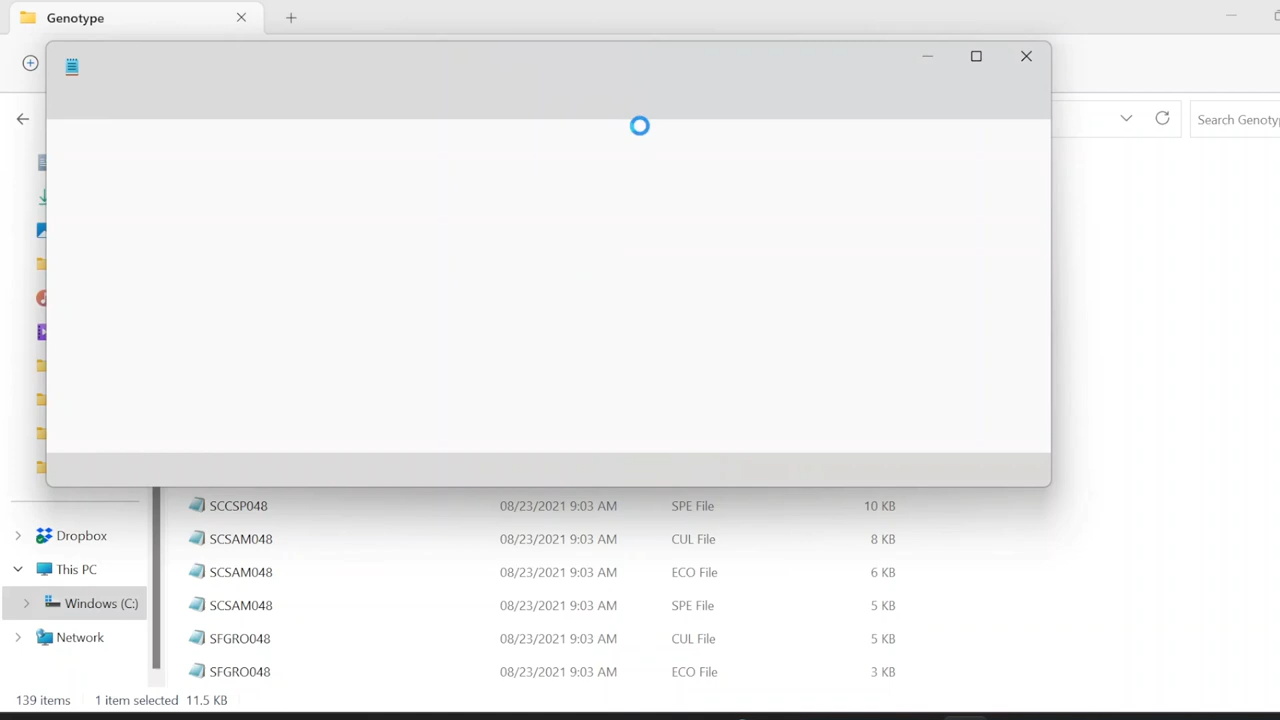 Genotype
Search Genoty
SCCSP048 08/23/2021 9:03 AM SPE File 10 KB
Dropbox
SCSAM048 08/23/2021 9:03 AM CUL File 8 KB
This PC
SCSAM048 08/23/2021 9:03 AM ECO File 6 KB
Windows (C:)
SCSAM048 08/23/2021 9:03 AM SPE File 5 KB
Network
SFGRO048 08/23/2021 9:03 AM CUL File 5 KB
SFGRO048 08/23/2021 9:03 AM ECO File 3 KB
139 items 1 item selected 11.5 KB